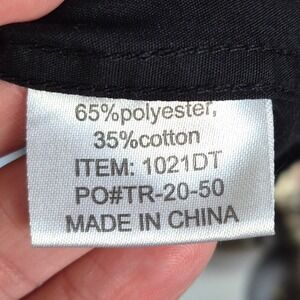 65%polyester,
35%cotton
ITEM: 1021DT
PO#TR-20-50
MADE IN CHINA